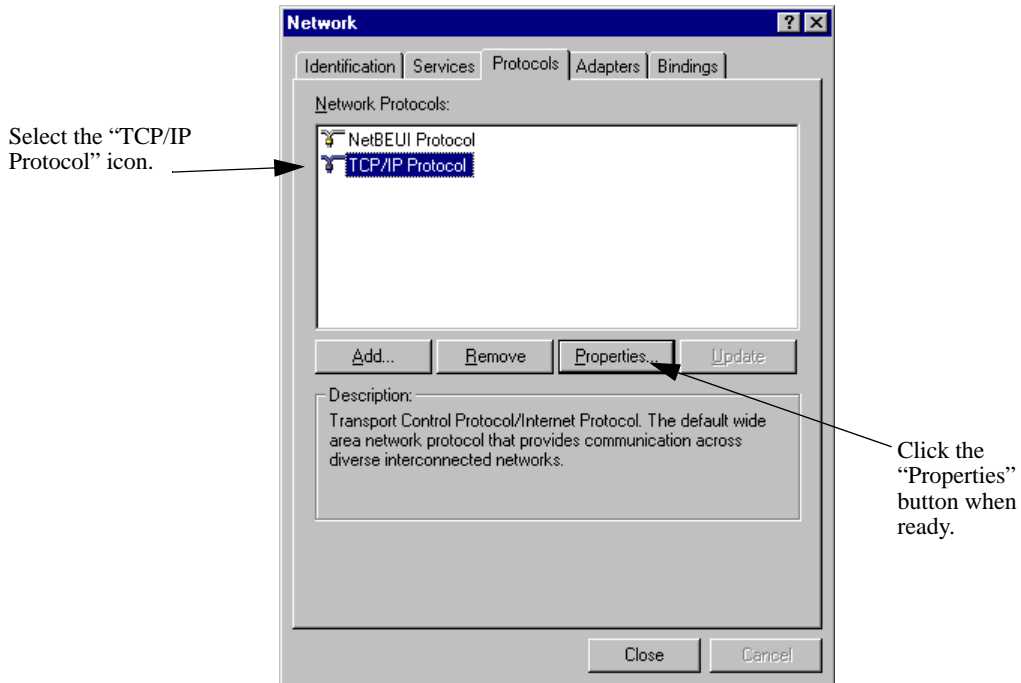 Network
Identification Services Protocols Adapters Bindings
Network Protocols:
NetBEUI Protocol
TCP/IP Protocol
Select the “TCP/IP
Protocol” icon.
Add... Remove Properties... Update
Description:
Transport Control Protocol/Internet Protocol. The default wide
area network protocol that provides communication across
diverse interconnected networks.
Click the
“Properties”
button when
ready.
Close Cancel